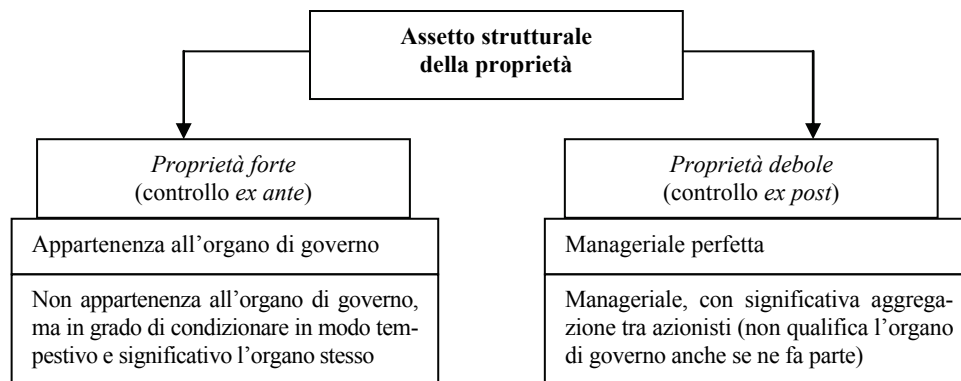 Assetto strutturale
della proprietà
Proprietà forte
(controllo ex ante)
Appartenenza all'organo di governo
Non appartenenza all'organo di governo,
ma in grado di condizionare in modo tem-
pestivo e significativo l'organo stesso
Proprietà debole
(controllo ex post)
Manageriale perfetta
Manageriale, con significativa aggrega-
zione tra azionisti (non qualifica l'organo
di governo anche se ne fa parte)